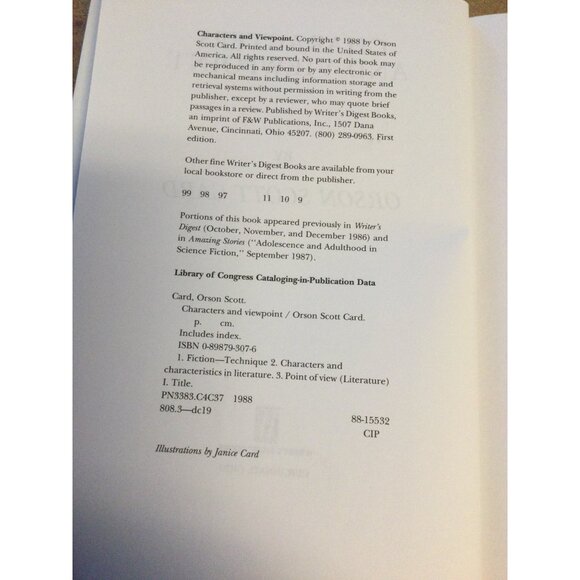 Characters and Viewpoint. Copyright © 1988 by Orson
Scott Card. Printed and bound in the United States of
America. All rights reserved. No part of this book may
be reproduced in any form or by any electronic or
mechanical means including information storage and
retrieval systems without permission in writing from the
publisher, except by a reviewer, who may quote brief
passages in a review. Published by Writer's Digest Books,
an imprint of F&W Publications, Inc., 1507 Dana
Avenue, Cincinnati, Ohio 45207. (800) 289-0963. First
edition.
Other fine Writer's Digest Books are available from your
local bookstore or direct from the publisher.
99 98 97 11 10 9
Portions of this book appeared previously in Writer's
Digest (October, November, and December 1986) and
in Amazing Stories ("Adolescence and Adulthood in
Science Fiction," September 1987).
Library of Congress Cataloging-in-Publication Data
Card, Orson Scott.
Characters and viewpoint / Orson Scott Card.
p. cm.
Includes index.
ISBN 0-89879-307-6
1. Fiction—Technique 2. Characters and
characteristics in literature. 3. Point of view (Literature)
I. Title.
PN3383.C4C37 1988
808.3—dc19 88-15532
CIP
Illustrations by Janice Card